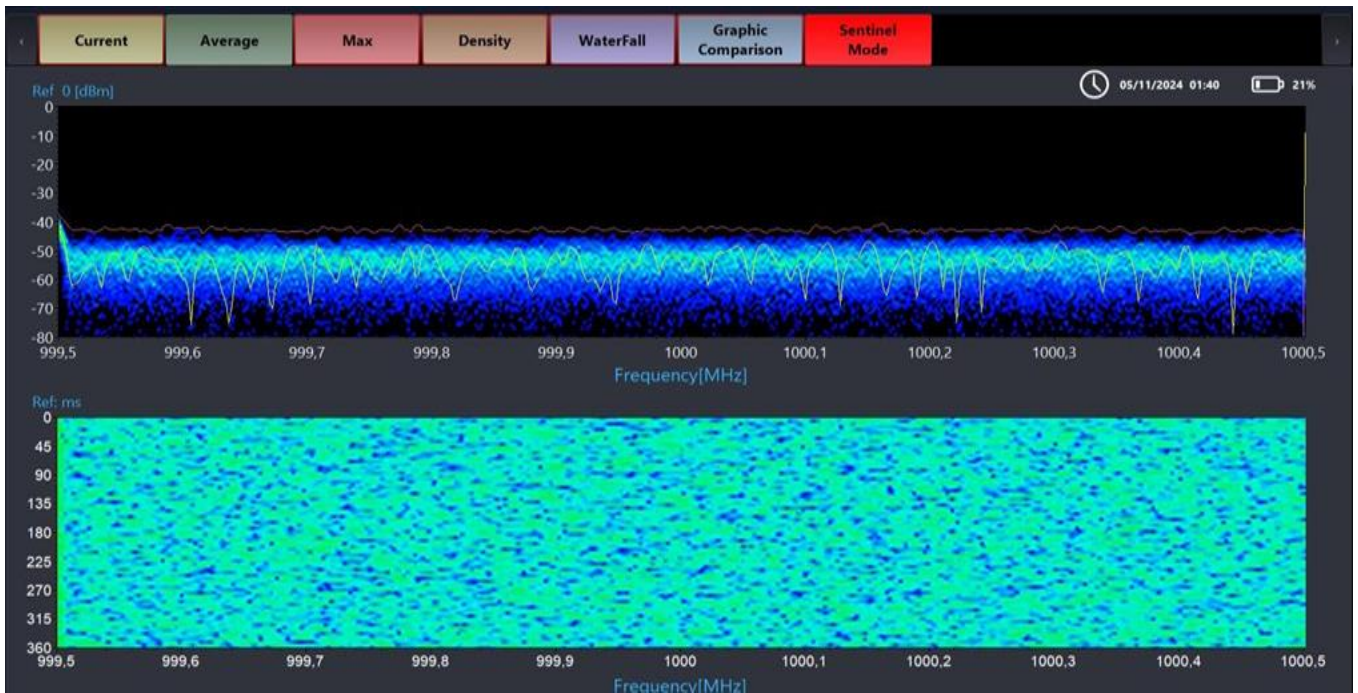 Current Average Max Density WaterFall Graphic Comparison Sentinel Mode
05/11/2024 01:40 21%
Ref 0 [dBm]
0
-10
-20
-30
-40
-50
-60
-70
-80
999,5 999,6 999,7 999,8 999,9 1000 1000,1 1000,2 1000,3 1000,4 1000,5
Frequency[MHz]
Ref: ms
0
45
90
135
180
225
270
315
360
999,5 999,6 999,7 999,8 999,9 1000 1000,1 1000,2 1000,3 1000,4 1000,5
Frequency[MHz]